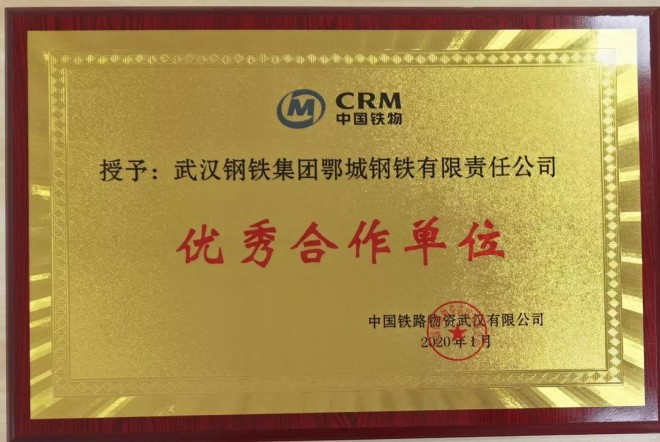 CRM
中国铁物
授予：武汉钢铁集团鄂城钢铁有限责任公司
优秀合作单位
中国铁路物资武汉有限公司
2020年1月